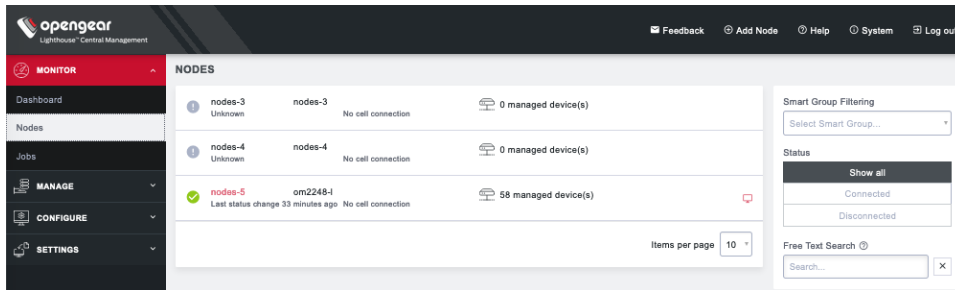 opengear
Lighthouse™ Central Management
Feedback
Add Node
Help
System
Log out
MONITOR
Dashboard
Nodes
Jobs
MANAGE
CONFIGURE
SETTINGS
NODES
nodes-3 nodes-3 0 managed device(s)
Unknown No cell connection
nodes-4 nodes-4 0 managed device(s)
Unknown No cell connection
nodes-5 om2248-l 58 managed device(s)
Last status change 33 minutes ago No cell connection
Items per page 10
Smart Group Filtering
Select Smart Group...
Status
Show all
Connected
Disconnected
Free Text Search
Search...